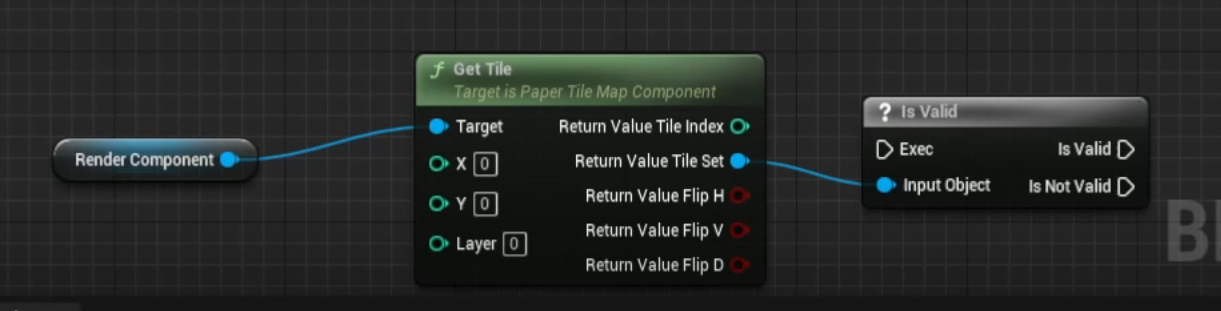 Render Component
Get Tile
Target is Paper Tile Map Component
Target
Return Value Tile Index
X 0
Return Value Tile Set
Y 0
Return Value Flip H
Return Value Flip V
Layer 0
Return Value Flip D
? Is Valid
Exec
Is Valid
Input Object
Is Not Valid